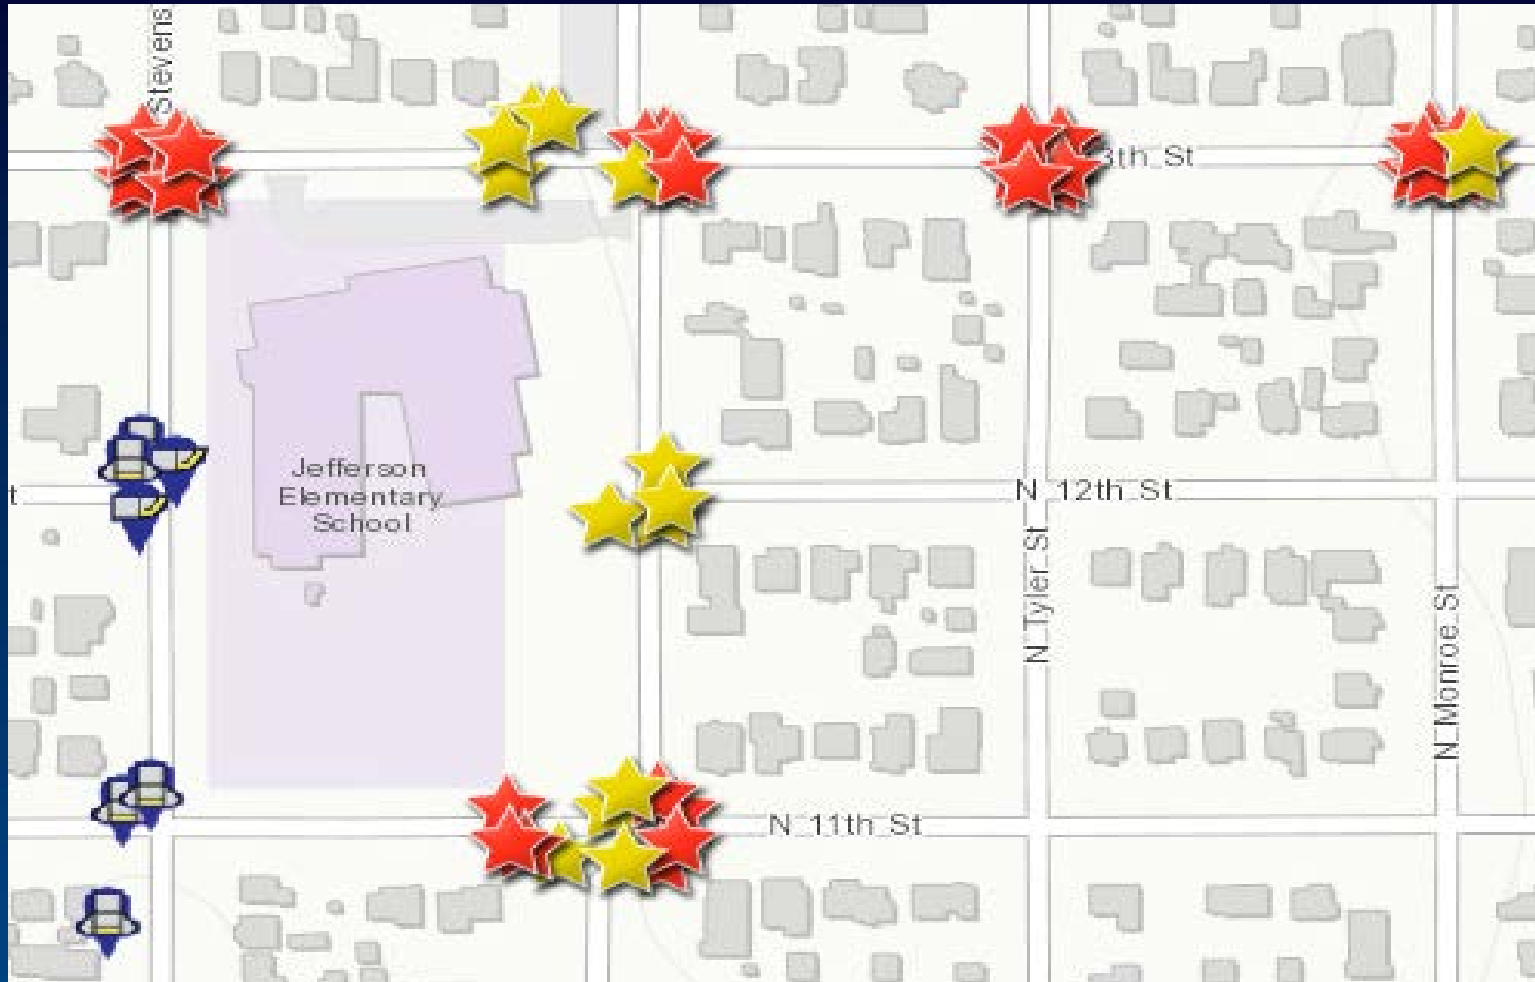 Stevens
3th St
Jefferson
Elementary
School
t
N 12th St
N Tyler St
N Monroe St
N 11th St